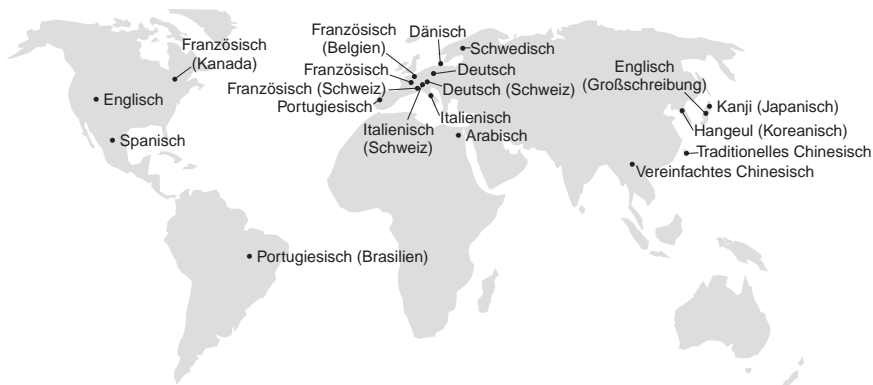 Französisch
(Kanada)
Englisch
Spanisch
Portugiesisch (Brasilien)
Französisch
(Belgien)
Dänisch
Schwedisch
Französisch
Deutsch
Französisch (Schweiz)
Deutsch (Schweiz)
Portugiesisch
Italienisch
Italienisch
(Schweiz)
Arabisch
Englisch
(Großschreibung)
Kanji (Japanisch)
Hangeul (Koreanisch)
Traditionelles Chinesisch
Vereinfachtes Chinesisch